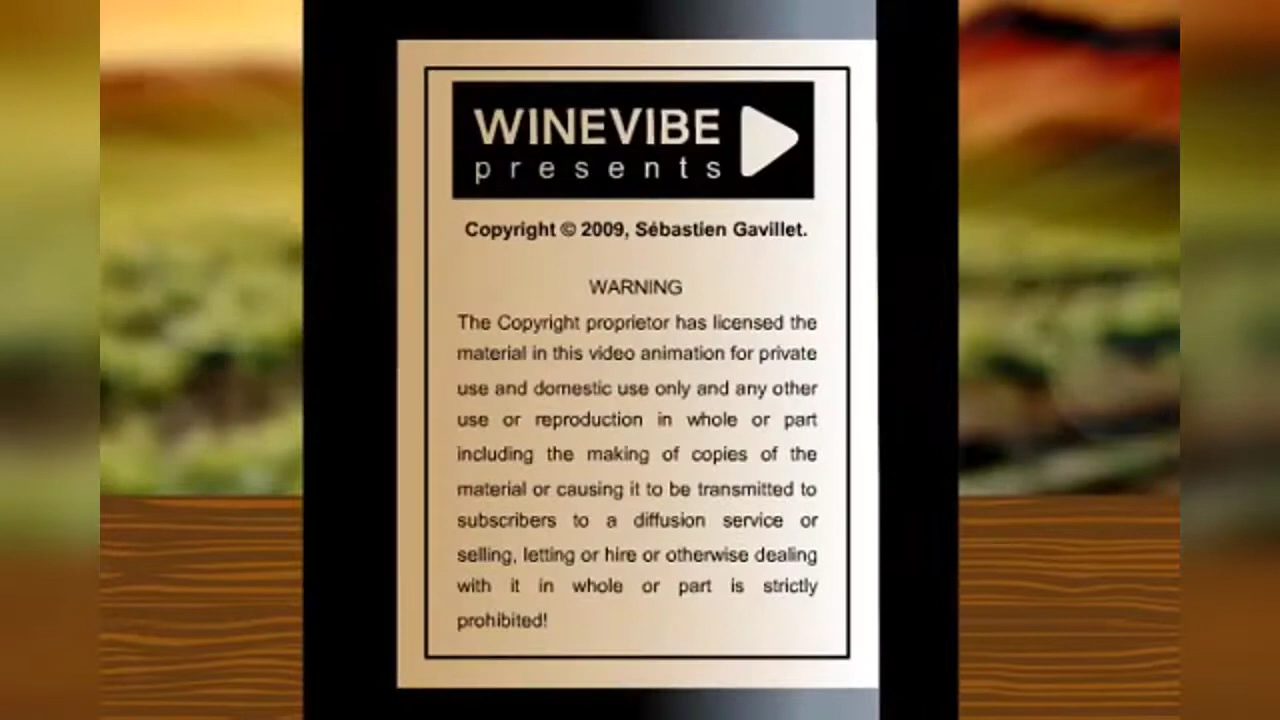 WINEVIBE
presents
Copyright © 2009, Sébastien Gavillet.
WARNING
The Copyright proprietor has licensed the
material in this video animation for private
use and domestic use only and any other
use or reproduction in whole or part
including the making of copies of the
material or causing it to be transmitted to
subscribers to a diffusion service or
selling, letting or hire or otherwise dealing
with it in whole or part is strictly
prohibited!